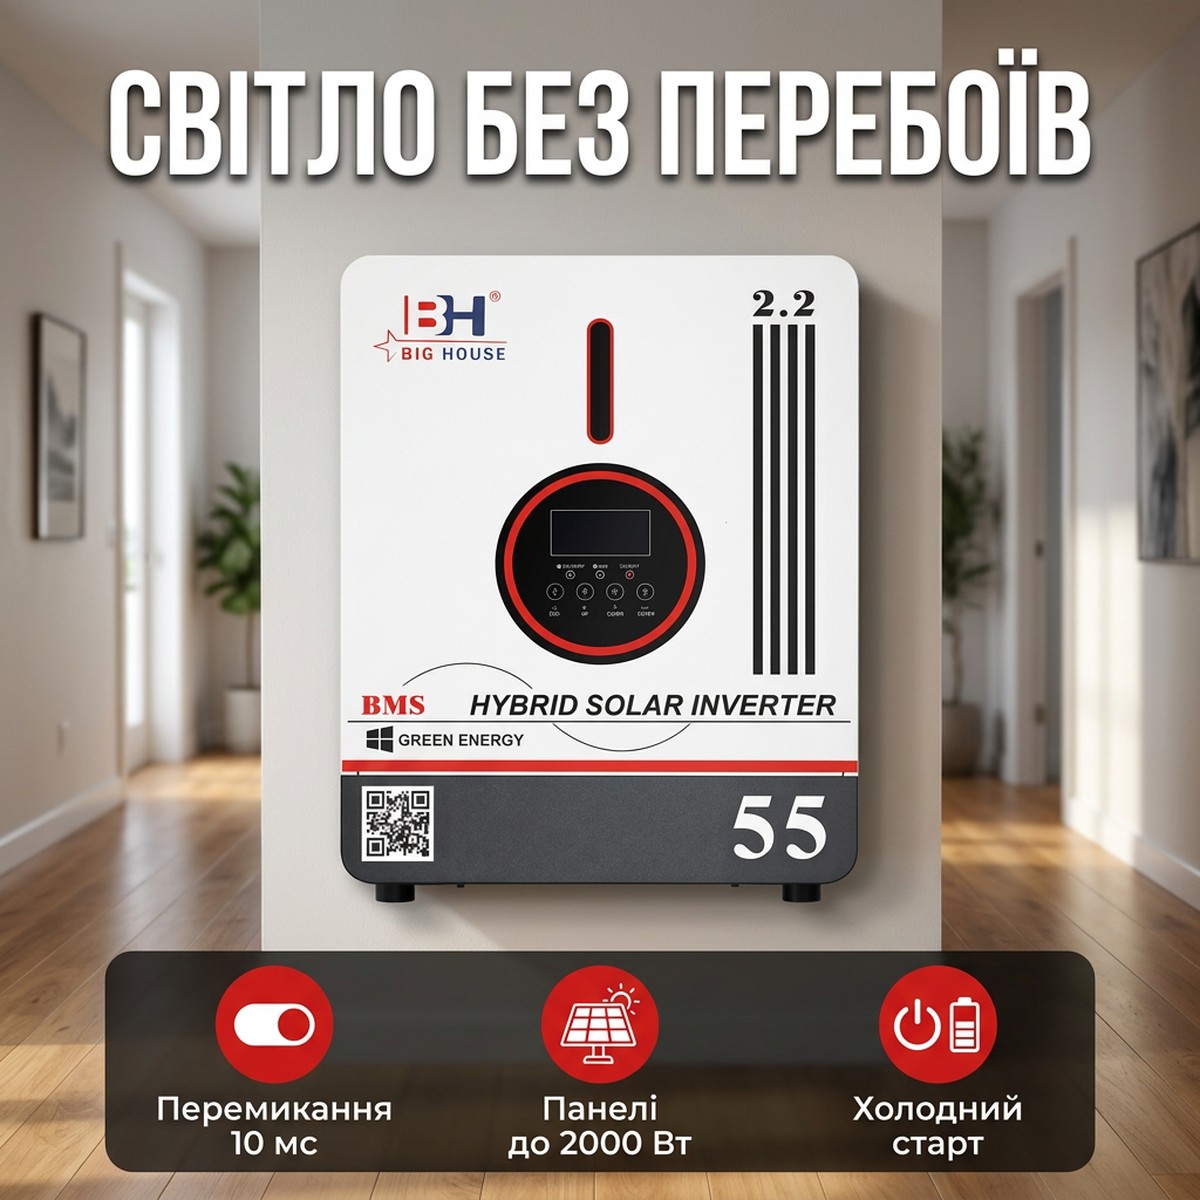 СВІТЛО БЕЗ ПЕРЕБОЇВ
BH®
BIG HOUSE
2.2
BMS
HYBRID SOLAR INVERTER
GREEN ENERGY
55
Перемикання
10 мс
Панелі
до 2000 Вт
Холодний
старт